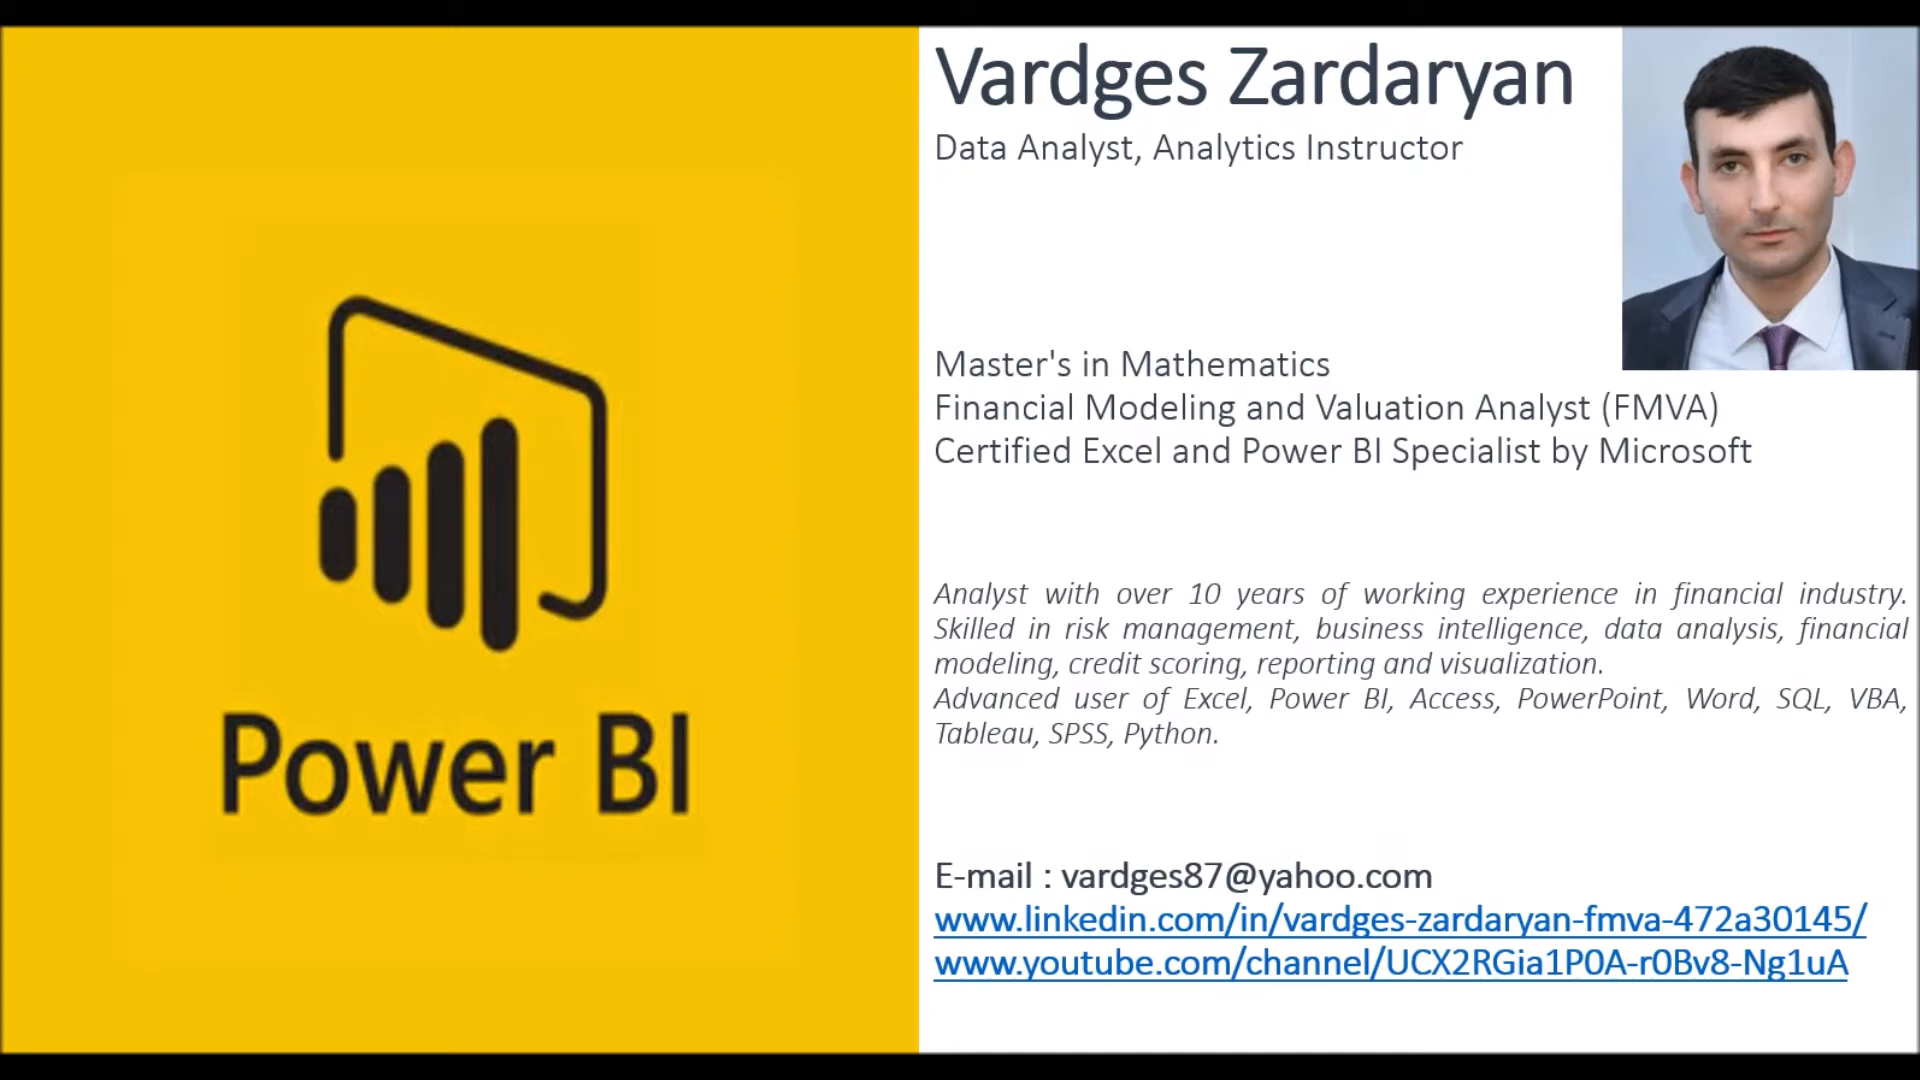 Vardges Zardaryan
Data Analyst, Analytics Instructor
Master's in Mathematics
Financial Modeling and Valuation Analyst (FMVA)
Certified Excel and Power BI Specialist by Microsoft
Analyst with over 10 years of working experience in financial industry.
Skilled in risk management, business intelligence, data analysis, financial
modeling, credit scoring, reporting and visualization.
Advanced user of Excel, Power BI, Access, PowerPoint, Word, SQL, VBA,
Tableau, SPSS, Python.
E-mail : vardges87@yahoo.com
www.linkedin.com/in/vardges-zardaryan-fmva-472a30145/
www.youtube.com/channel/UCX2RGia1P0A-r0Bv8-Ng1uA
Power BI